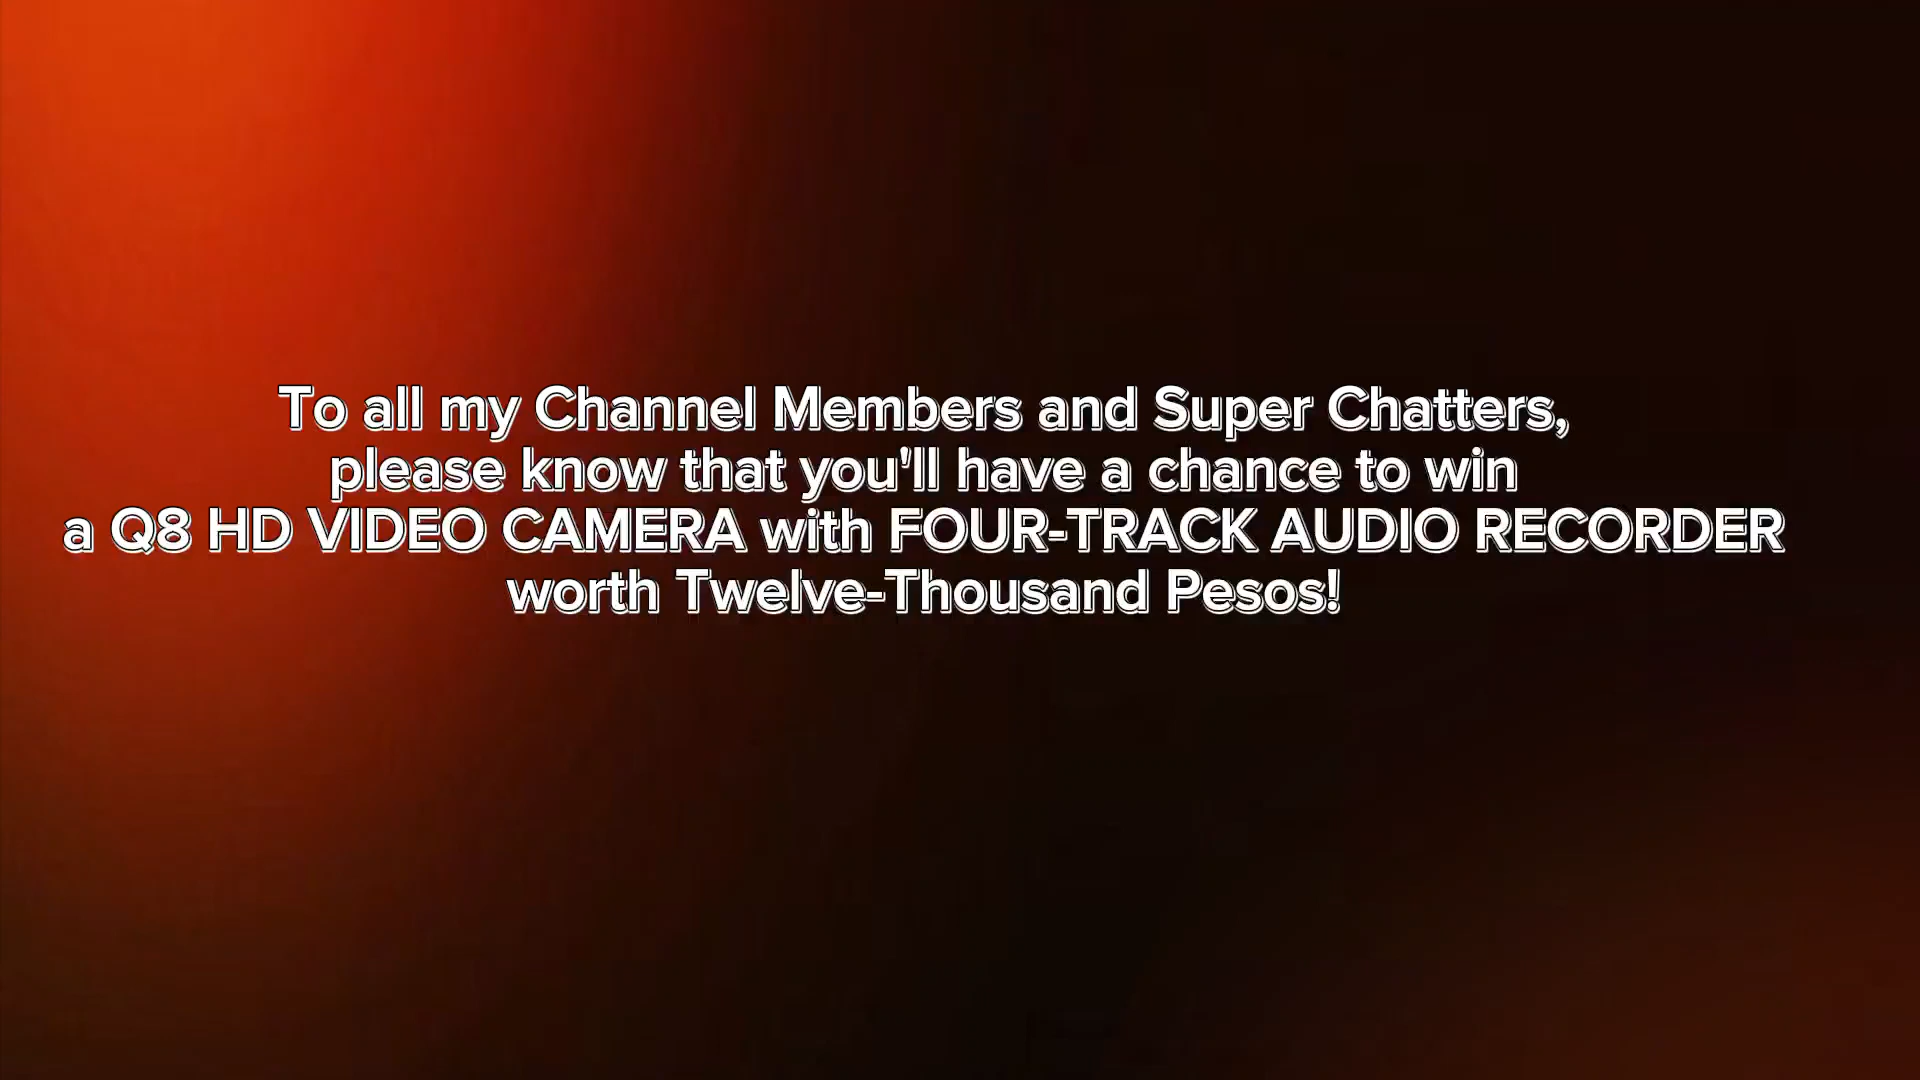 To all my Channel Members and Super Chatters,
please know that you'll have a chance to win
a Q8 HD VIDEO CAMERA with FOUR-TRACK AUDIO RECORDER
worth Twelve-Thousand Pesos!